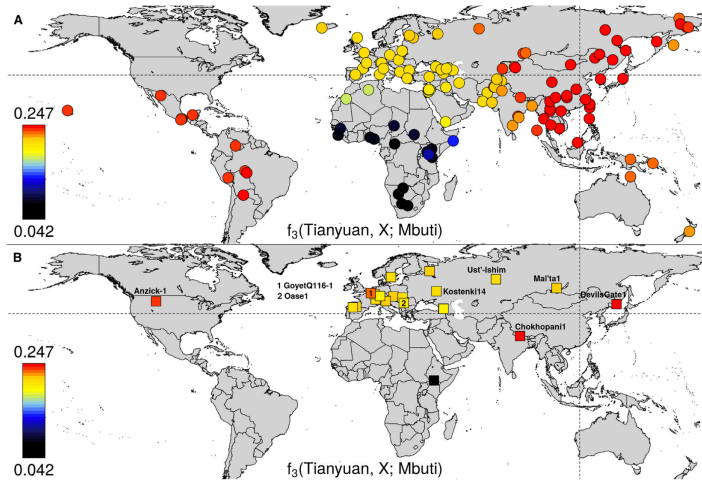 A
0.247
0.042
f3(Tianyuan, X; Mbuti)
B
Ust'-Ishim
Mal'ta1
1 GoyetQ116-1
2 Oase1
Anzick-1
1
Kostenki14
DevilsGate1
2
Chokhopani1
0.247
0.042
f3(Tianyuan, X; Mbuti)